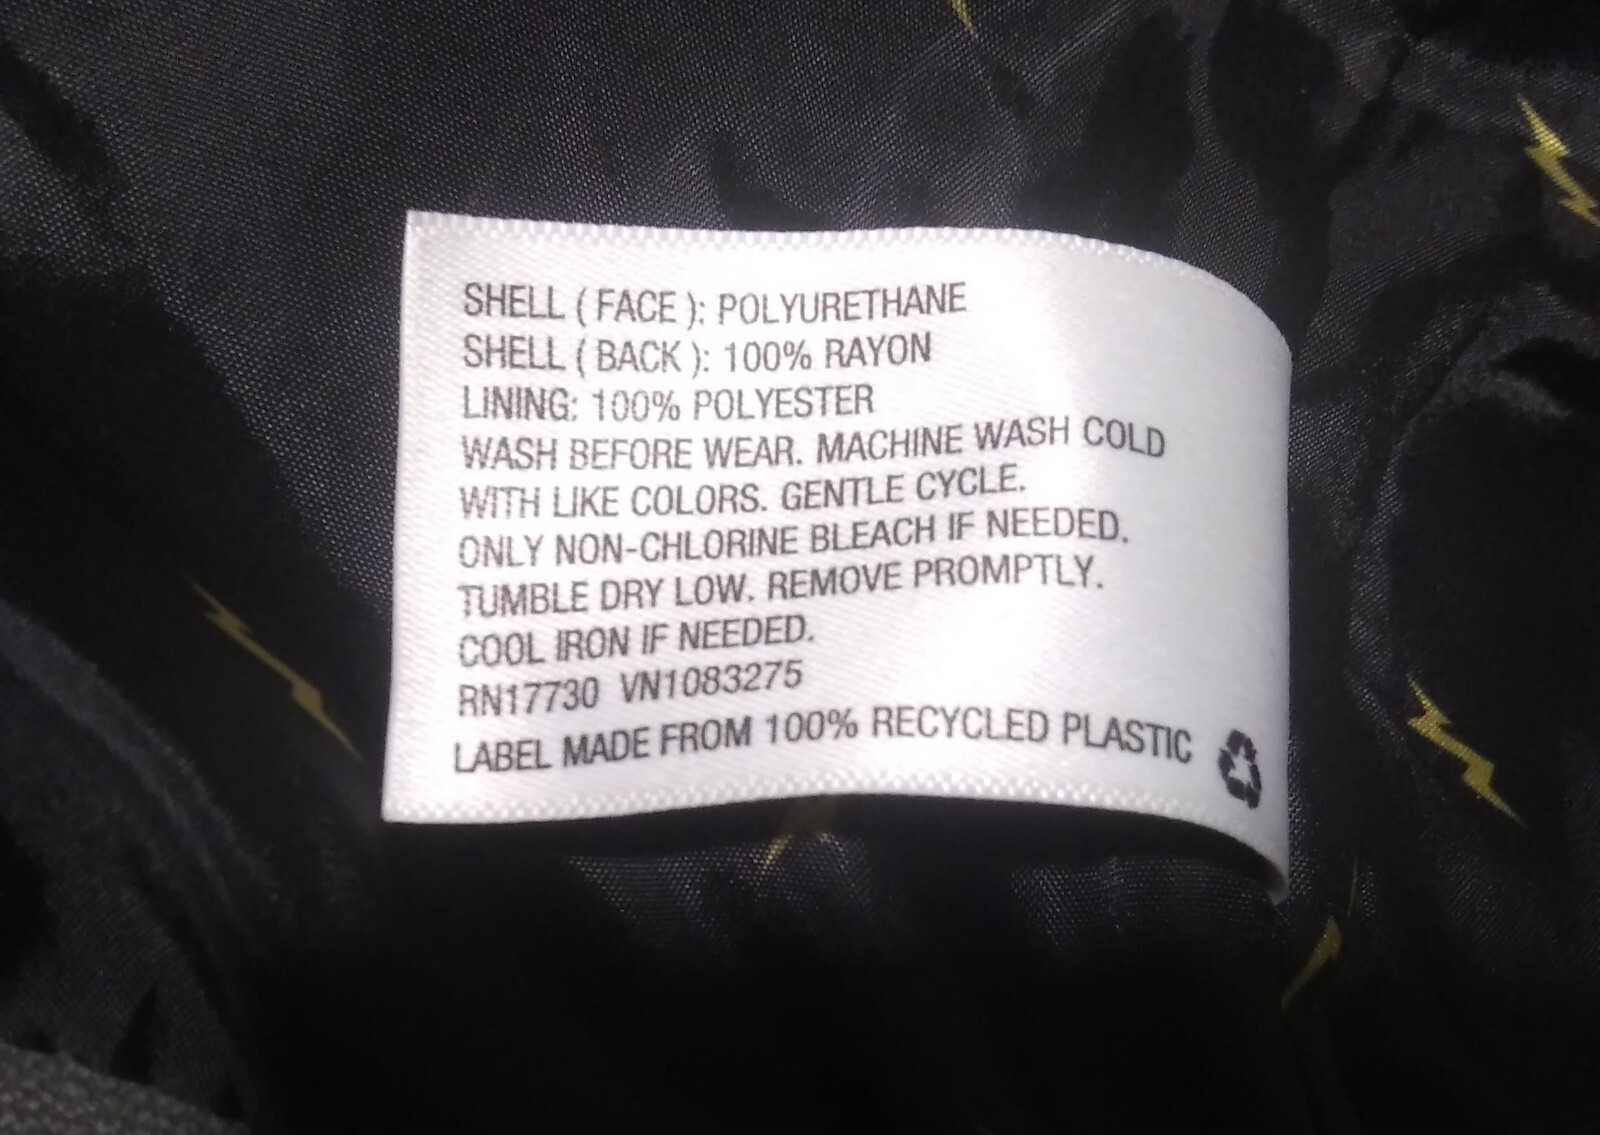 SHELL ( FACE ): POLYURETHANE
SHELL ( BACK ): 100% RAYON
LINING: 100% POLYESTER
WASH BEFORE WEAR. MACHINE WASH COLD
WITH LIKE COLORS. GENTLE CYCLE.
ONLY NON-CHLORINE BLEACH IF NEEDED.
TUMBLE DRY LOW. REMOVE PROMPTLY.
COOL IRON IF NEEDED.
RN17730 VN1083275
LABEL MADE FROM 100% RECYCLED PLASTIC